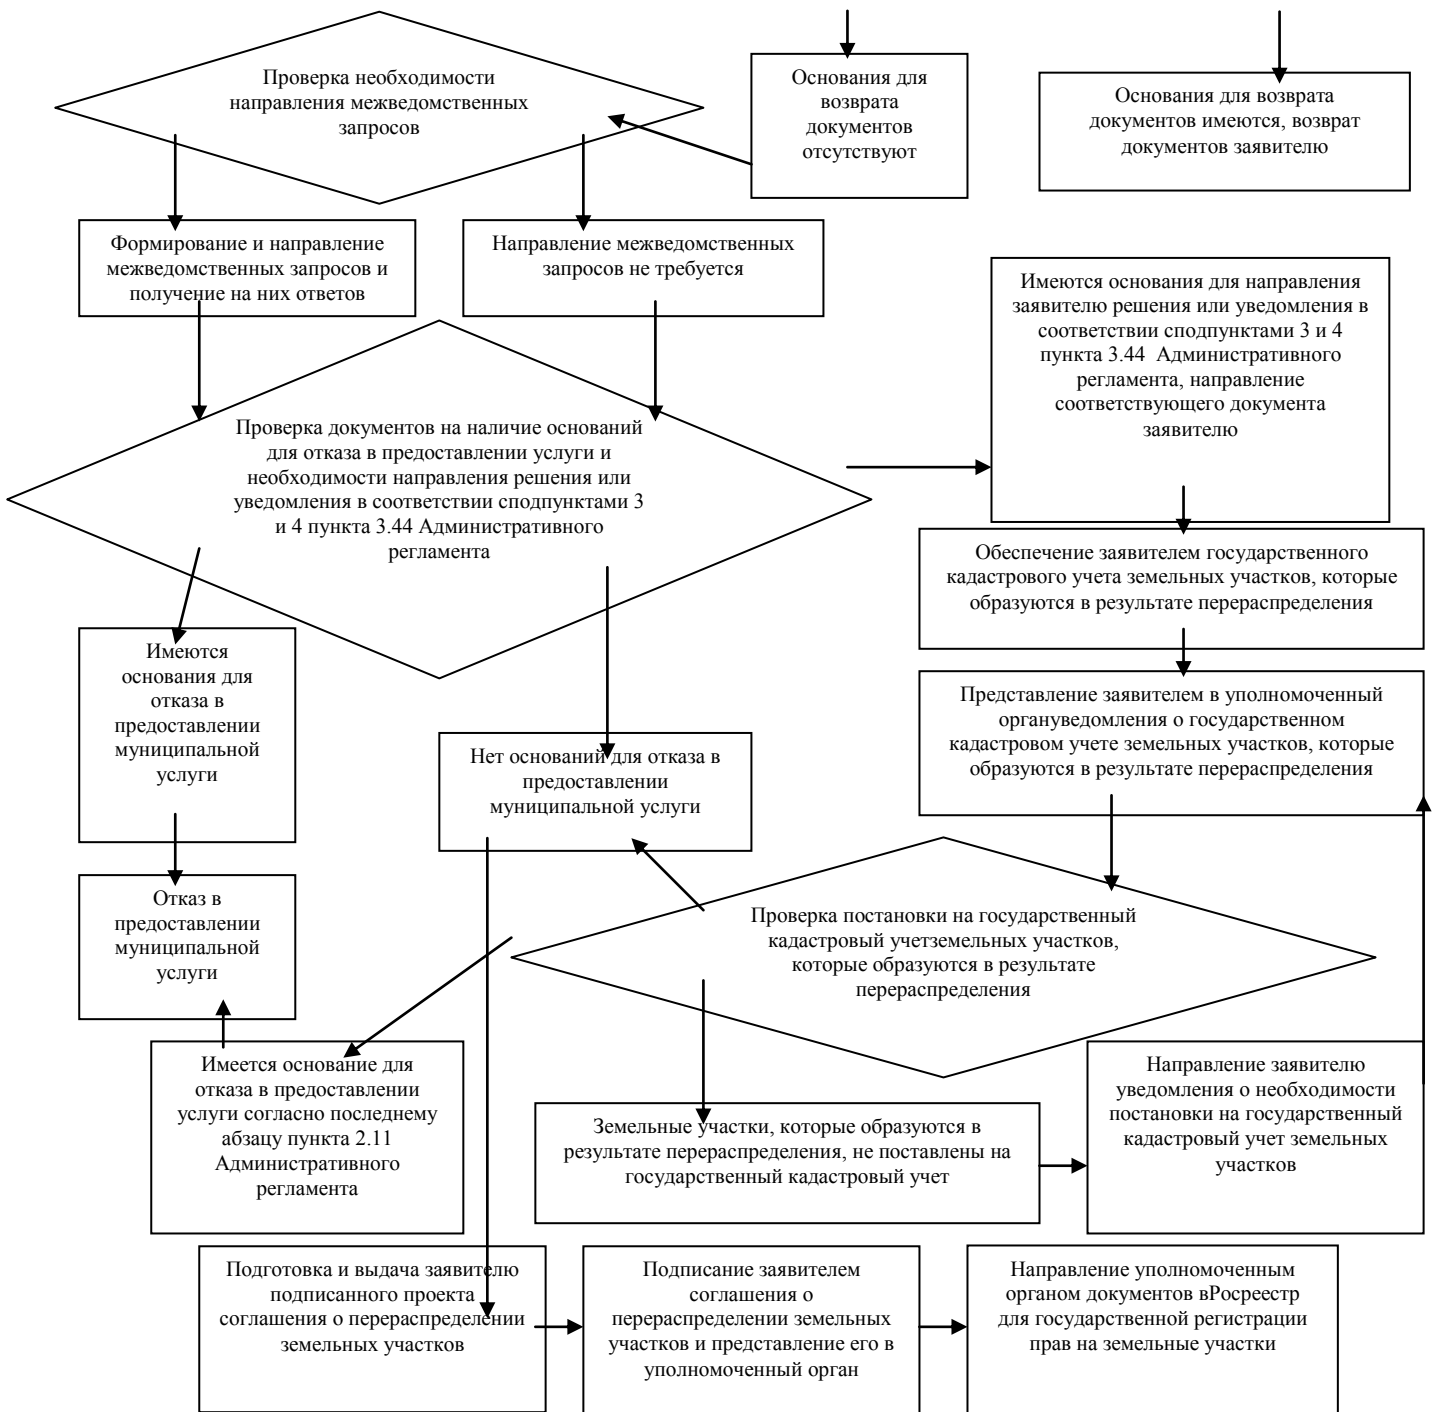 Проверка необходимости
направления межведомственных
запросов
Основания для
возврата
документов
отсутствуют
Основания для возврата
документов имеются, возврат
документов заявителю
Формирование и направление
межведомственных запросов и
получение на них ответов
Направление межведомственных
запросов не требуется
Имеются основания для направления
заявителю решения или уведомления в
соответствии сподпунктами 3 и 4
пункта 3.44 Административного
регламента, направление
соответствующего документа
заявителю
Проверка документов на наличие оснований
для отказа в предоставлении услуги и
необходимости направления решения или
уведомления в соответствии сподпунктами 3
и 4 пункта 3.44 Административного
регламента
Обеспечение заявителем государственного
кадастрового учета земельных участков, которые
образуются в результате перераспределения
Имеются
основания для
отказа в
предоставлении
муниципальной
услуги
Представление заявителем в уполномоченный
органуведомления о государственном
кадастровом учете земельных участков, которые
образуются в результате перераспределения
Нет оснований для отказа в
предоставлении
муниципальной услуги
Отказ в
предоставлении
муниципальной
услуги
Проверка постановки на государственный
кадастровый учетземельных участков,
которые образуются в результате
перераспределения
Имеется основание для
отказа в предоставлении
услуги согласно последнему
абзацу пункта 2.11
Административного
регламента
Земельные участки, которые образуются в
результате перераспределения, не поставлены на
государственный кадастровый учет
Направление заявителю
уведомления о необходимости
постановки на государственный
кадастровый учет земельных
участков
Подготовка и выдача заявителю
подписанного проекта
соглашения о перераспределении
земельных участков
Подписание заявителем
соглашения о
перераспределении земельных
участков и представление его в
уполномоченный орган
Направление уполномоченным
органом документов вРосреестр
для государственной регистрации
прав на земельные участки